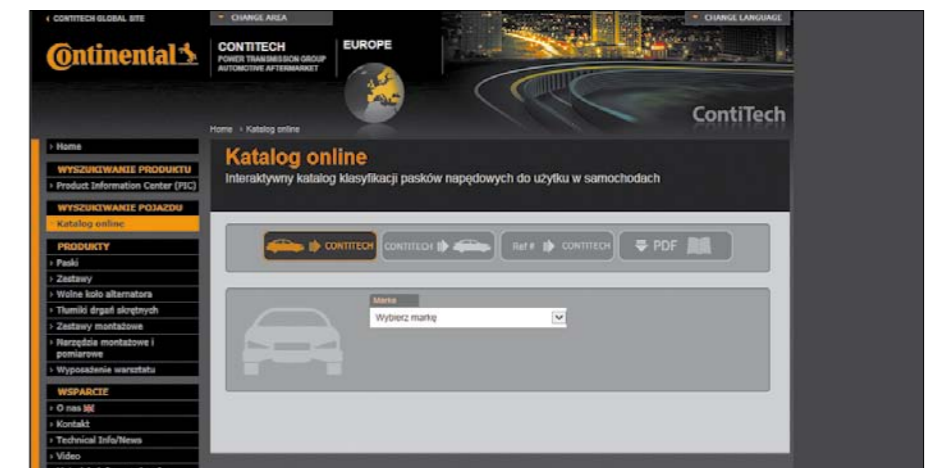 CONTITECH GLOBAL SITE
CHANGE AREA
CHANGE LANGUAGE
Continental
CONTITECH
POWER TRANSMISSION GROUP
AUTOMOTIVE AFTERMARKET
EUROPE
ContiTech
Home › Katalog online
Home
WYSZUKIWANIE PRODUKTU
Product Information Center (PIC)
WYSZUKIWANIE POJAZDU
Katalog online
PRODUKTY
Paski
Zestawy
Wolne koło alternatora
Tłumiki drgań skrętnych
Zestawy montażowe
Narzędzia montażowe i
pomiarowe
Wyposażenie warsztatu
WSPARCIE
O nas
Kontakt
Technical Info/News
Video
Katalog online
Interaktywny katalog klasyfikacji pasków napędowych do użytku w samochodach
CONTITECH
CONTITECH
Ref # CONTITECH
PDF
Marka
Wybierz markę